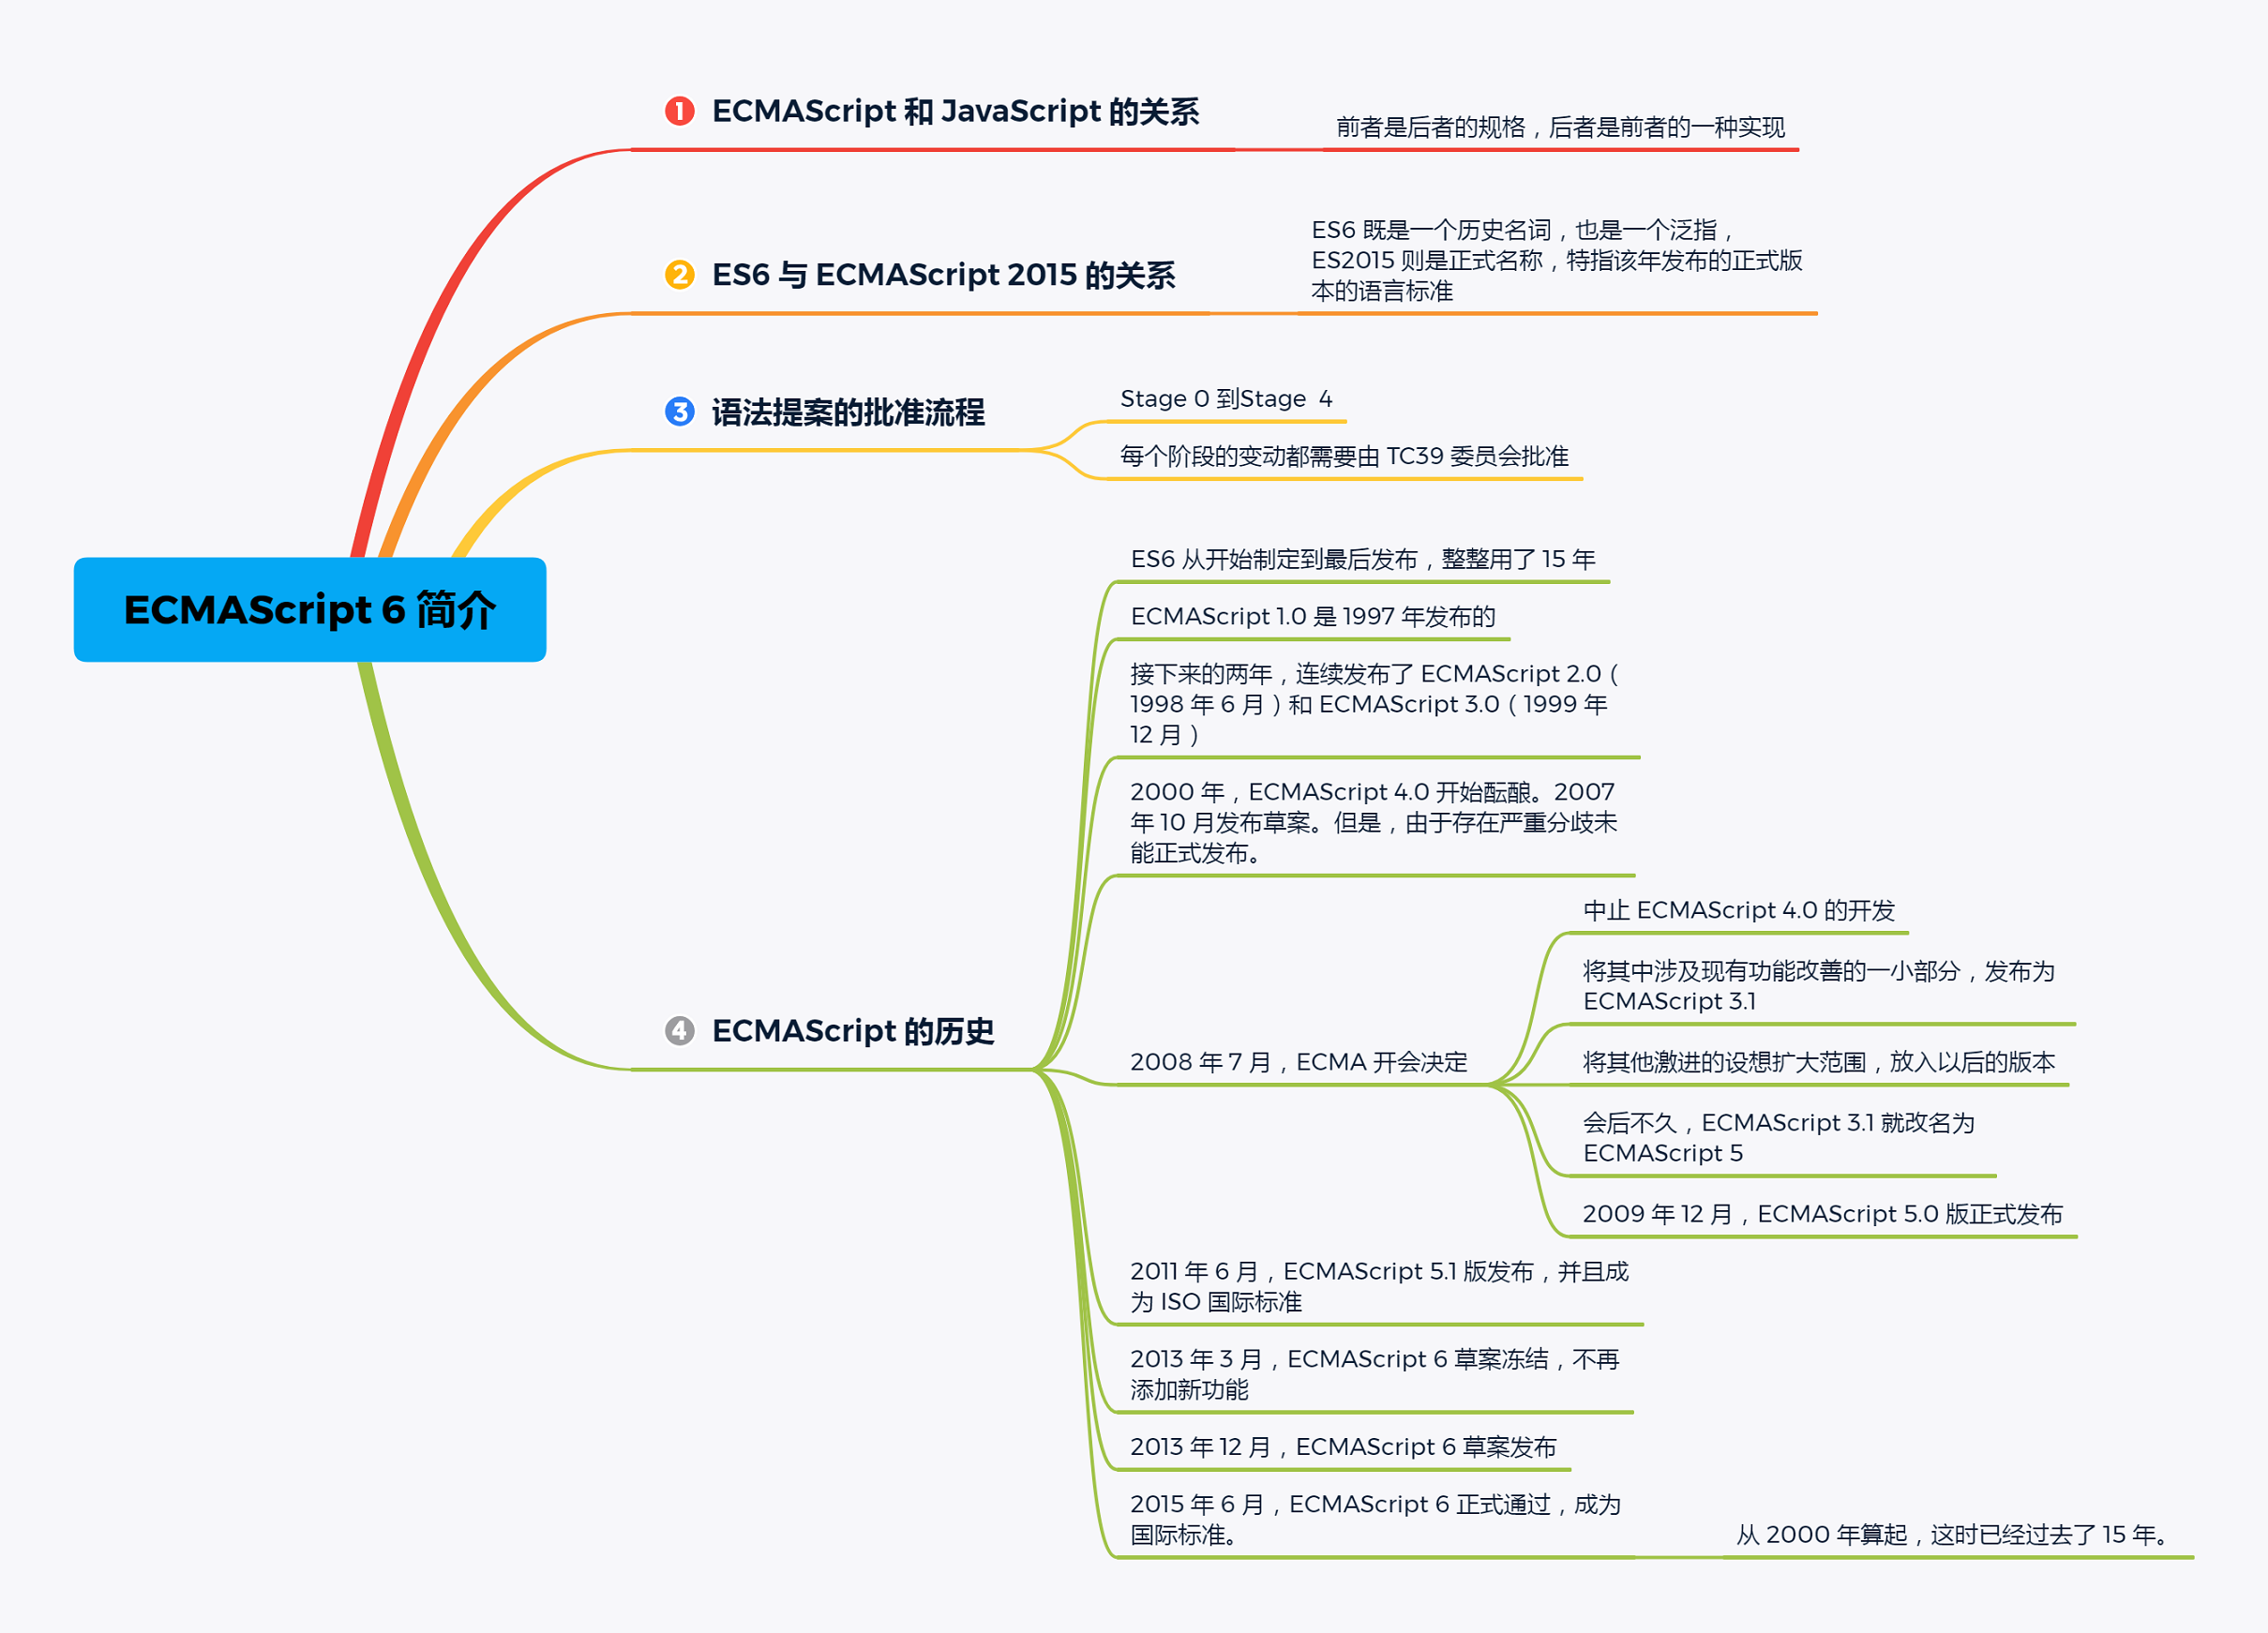 1 ECMAScript 和 JavaScript 的关系
前者是后者的规格，后者是前者的一种实现
2 ES6 与 ECMAScript 2015 的关系
ES6 既是一个历史名词，也是一个泛指，
ES2015 则是正式名称，特指该年发布的正式版
本的语言标准
3 语法提案的批准流程
Stage 0 到Stage  4
每个阶段的变动都需要由 TC39 委员会批准
ECMAScript 6 简介
4 ECMAScript 的历史
ES6 从开始制定到最后发布，整整用了 15 年
ECMAScript 1.0 是 1997 年发布的
接下来的两年，连续发布了 ECMAScript 2.0（
1998 年 6 月）和 ECMAScript 3.0（1999 年
12 月）
2000 年，ECMAScript 4.0 开始酝酿。2007
年 10 月发布草案。但是，由于存在严重分歧未
能正式发布。
2008 年 7 月，ECMA 开会决定
中止 ECMAScript 4.0 的开发
将其中涉及现有功能改善的一小部分，发布为
ECMAScript 3.1
将其他激进的设想扩大范围，放入以后的版本
会后不久，ECMAScript 3.1 就改名为
ECMAScript 5
2009 年 12 月，ECMAScript 5.0 版正式发布
2011 年 6 月，ECMAScript 5.1 版发布，并且成
为 ISO 国际标准
2013 年 3 月，ECMAScript 6 草案冻结，不再
添加新功能
2013 年 12 月，ECMAScript 6 草案发布
2015 年 6 月，ECMAScript 6 正式通过，成为
国际标准。
从 2000 年算起，这时已经过去了 15 年。